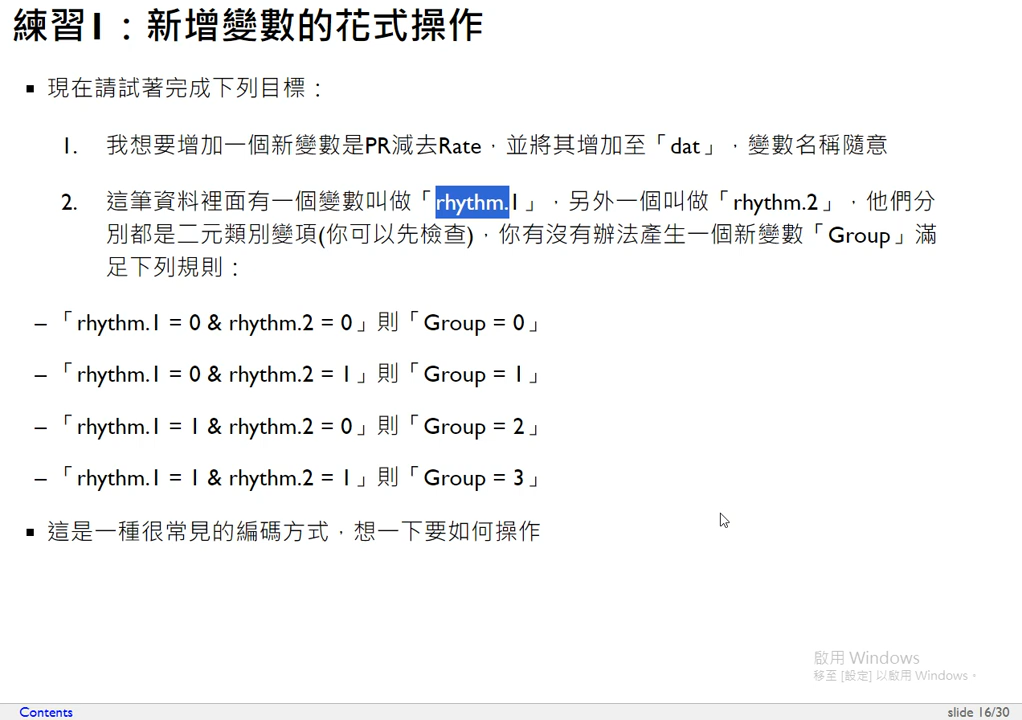 練習1：新增變數的花式操作
▪ 現在請試著完成下列目標：
1. 我想要增加一個新變數是PR減去Rate，並將其增加至「dat」，變數名稱隨意
2. 這筆資料裡面有一個變數叫做「rhythm.1」，另外一個叫做「rhythm.2」，他們分
別都是二元類別變項(你可以先檢查)，你有沒有辦法產生一個新變數「Group」滿
足下列規則：
– 「rhythm.1 = 0 & rhythm.2 = 0」則「Group = 0」
– 「rhythm.1 = 0 & rhythm.2 = 1」則「Group = 1」
– 「rhythm.1 = 1 & rhythm.2 = 0」則「Group = 2」
– 「rhythm.1 = 1 & rhythm.2 = 1」則「Group = 3」
▪ 這是一種很常見的編碼方式，想一下要如何操作
啟用 Windows
移至 [設定] 以啟用 Windows。
Contents
slide 16/30